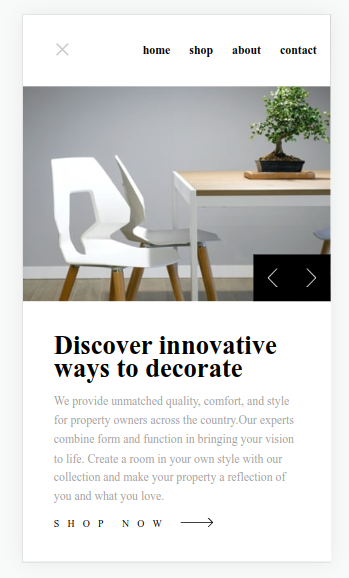 home shop about contact
Discover innovative
ways to decorate
We provide unmatched quality, comfort, and style
for property owners across the country.Our experts
combine form and function in bringing your vision
to life. Create a room in your own style with our
collection and make your property a reflection of
you and what you love.
SHOP NOW